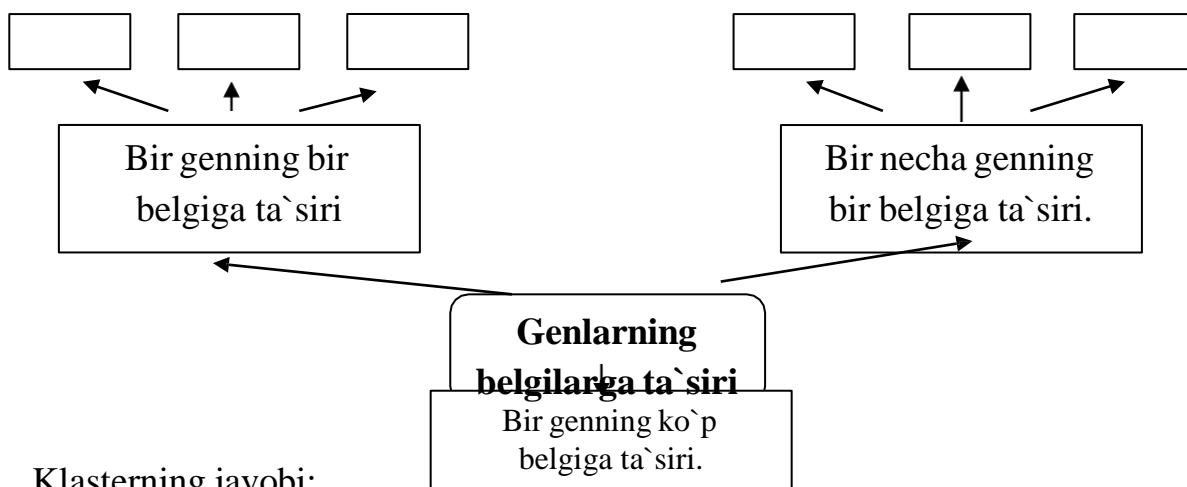 Bir genning bir
belgiga ta`siri
Bir necha genning
bir belgiga ta`siri.
Genlarning
belgilarga ta`siri
Bir genning ko`p
belgiga ta`siri.
Klasterning javobi: